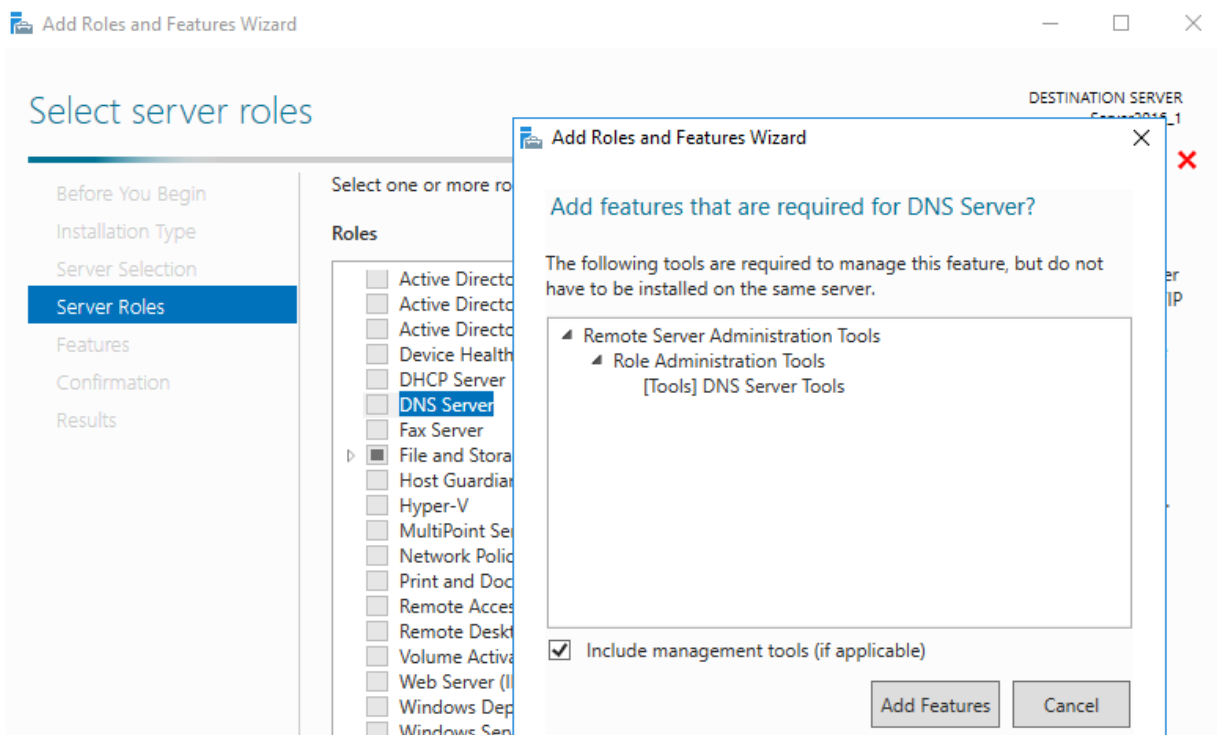 Add Roles and Features Wizard
Select server roles
DESTINATION SERVER
Before You Begin
Installation Type
Server Selection
Server Roles
Features
Confirmation
Results
Select one or more ro
Roles
Active Directo
Active Directo
Active Directo
Device Health
DHCP Server
DNS Server
Fax Server
File and Stora
Host Guardian
Hyper-V
MultiPoint Ser
Network Polic
Print and Doc
Remote Acces
Remote Deskt
Volume Activa
Web Server (II
Windows Dep
Windows Serv
Add Roles and Features Wizard
Add features that are required for DNS Server?
The following tools are required to manage this feature, but do not
have to be installed on the same server.
Remote Server Administration Tools
Role Administration Tools
[Tools] DNS Server Tools
Include management tools (if applicable)
Add Features
Cancel
er
IP